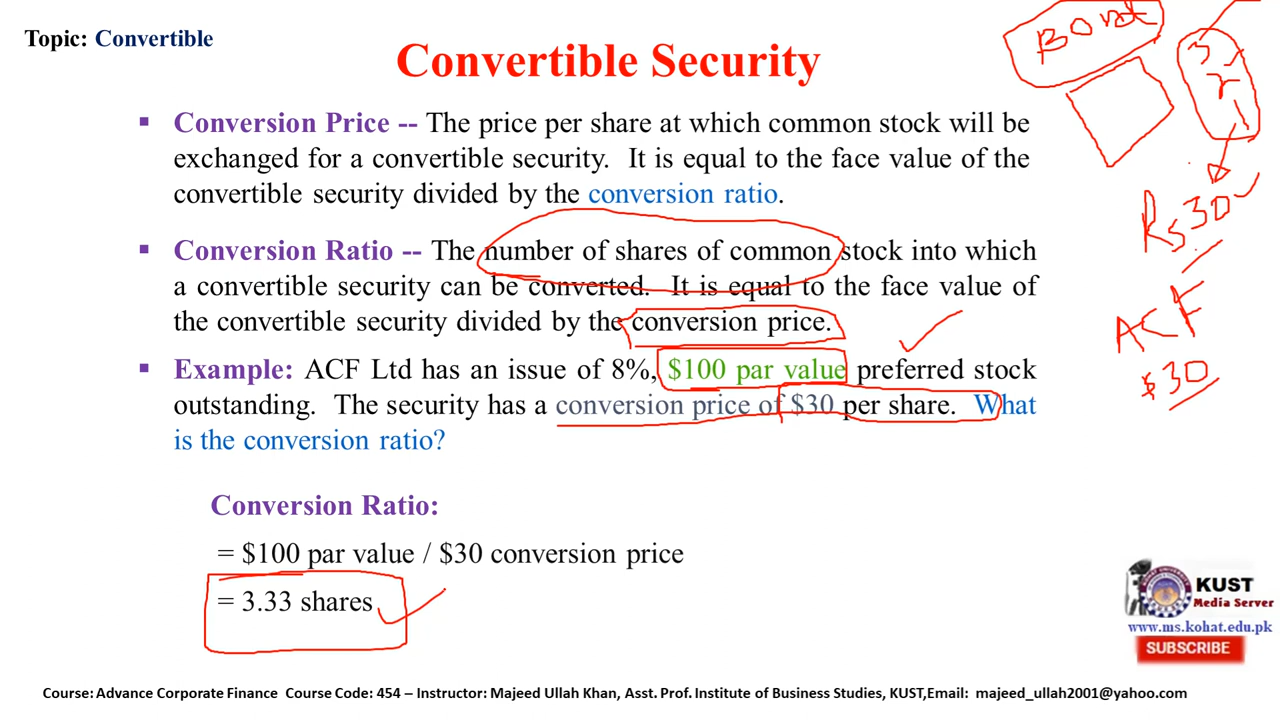 Topic: Convertible
Convertible Security
Bond
▪ Conversion Price -- The price per share at which common stock will be
exchanged for a convertible security. It is equal to the face value of the
convertible security divided by the conversion ratio.
▪ Conversion Ratio -- The number of shares of common stock into which
a convertible security can be converted. It is equal to the face value of
the convertible security divided by the conversion price.
▪ Example: ACF Ltd has an issue of 8%, $100 par value preferred stock
outstanding. The security has a conversion price of $30 per share. What
is the conversion ratio?
Rs 30
ACF
$30
Conversion Ratio:
= $100 par value / $30 conversion price
= 3.33 shares
KUST
Media Server
www.ms.kohat.edu.pk
SUBSCRIBE
Course: Advance Corporate Finance Course Code: 454 – Instructor: Majeed Ullah Khan, Asst. Prof. Institute of Business Studies, KUST,Email: majeed_ullah2001@yahoo.com